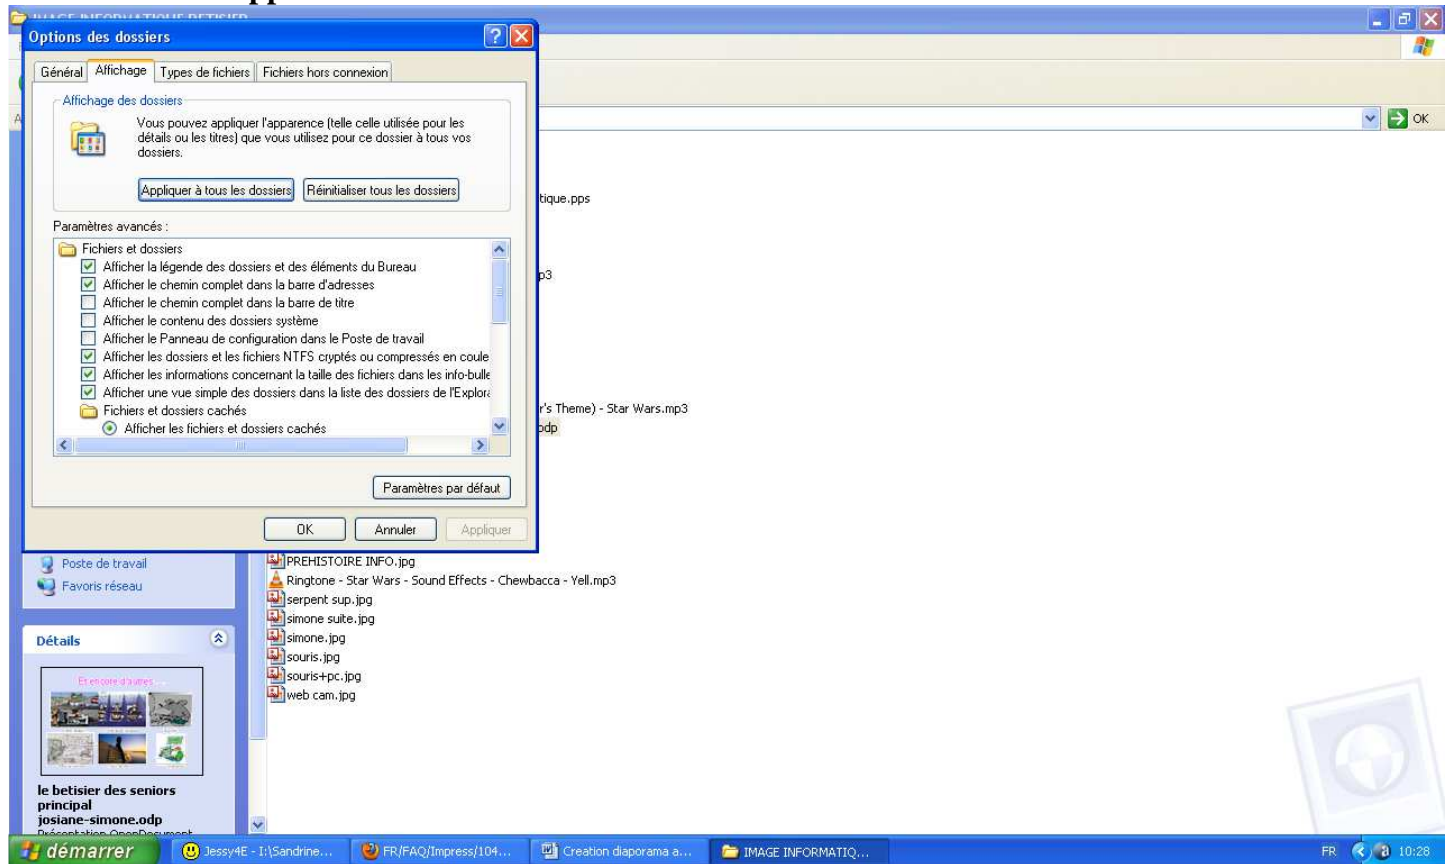 Options des dossiers
Général Affichage Types de fichiers Fichiers hors connexion
Affichage des dossiers
Vous pouvez appliquer l'apparence (telle celle utilisée pour les
détails ou les titres) que vous utilisez pour ce dossier à tous vos
dossiers.
Appliquer à tous les dossiers Réinitialiser tous les dossiers
Paramètres avancés :
Fichiers et dossiers
Afficher la légende des dossiers et des éléments du Bureau
Afficher le chemin complet dans la barre d'adresses
Afficher le chemin complet dans la barre de titre
Afficher le contenu des dossiers système
Afficher le Panneau de configuration dans le Poste de travail
Afficher les dossiers et les fichiers NTFS cryptés ou compressés en coule
Afficher les informations concernant la taille des fichiers dans les info-bulle
Afficher une vue simple des dossiers dans la liste des dossiers de l'Explora
Fichiers et dossiers cachés
Afficher les fichiers et dossiers cachés
Paramètres par défaut
OK Annuler Appliquer
OK
tique.pps
p3
r's Theme) - Star Wars.mp3
odp
PREHISTOIRE INFO.jpg
Ringtone - Star Wars - Sound Effects - Chewbacca - Yell.mp3
serpent sup.jpg
simone suite.jpg
simone.jpg
souris.jpg
souris+pc.jpg
web cam.jpg
Poste de travail
Favoris réseau
Détails
Et encore d'autres
le betisier des seniors
principal
josiane-simone.odp
Présentation OpenDocument
démarrer Jessy4E - I:\Sandrine... FR/FAQ/Impress/104... Creation diaporama a... IMAGE INFORMATIQ... FR 10:28